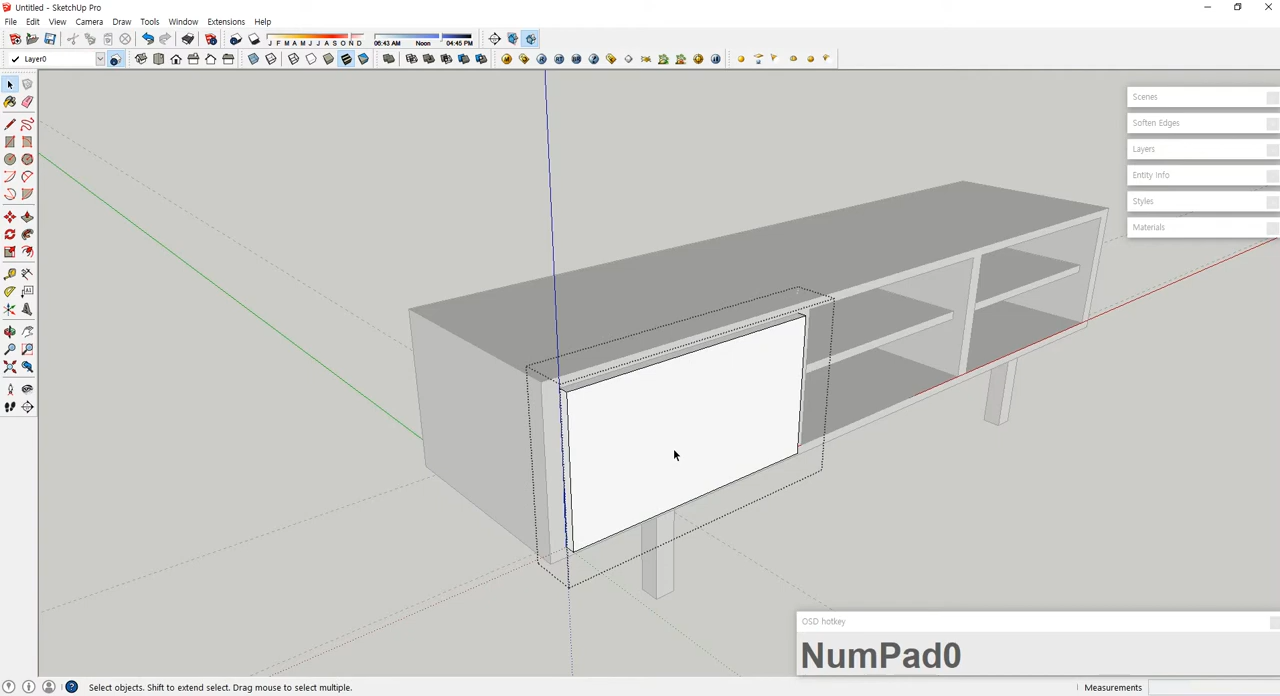 Untitled - SketchUp Pro
File Edit View Camera Draw Tools Window Extensions Help
J F M A M J J A S O N D 06:43 AM Noon 04:45 PM
Layer0
Scenes
Soften Edges
Layers
Entity Info
Styles
Materials
OSD hotkey
NumPad0
Select objects. Shift to extend select. Drag mouse to select multiple. Measurements